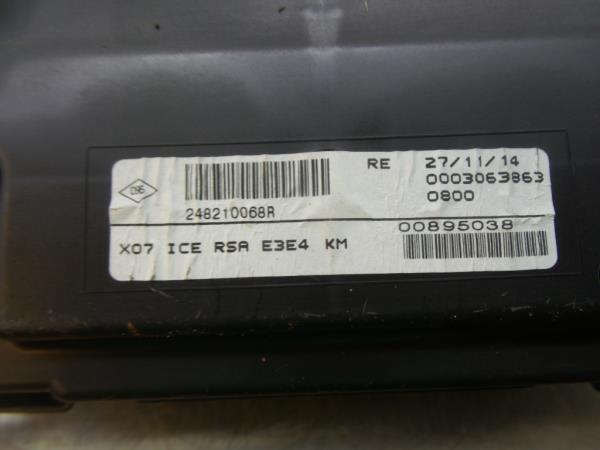 RE 27/11/14
0003063863
0800
248210068R
00895038
X07 ICE RSA E3E4 KM